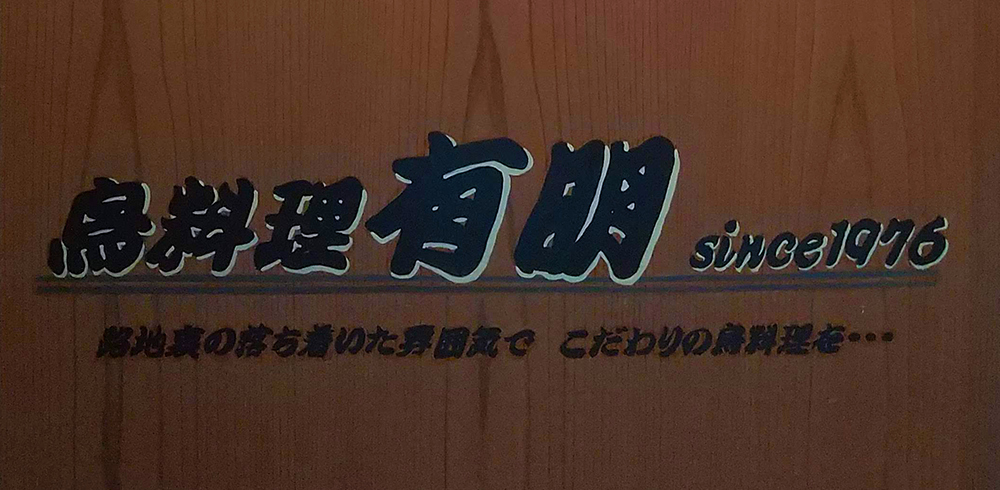 鳥料理 有明 since1976
路地裏の落ち着いた雰囲気で こだわりの鳥料理を・・・